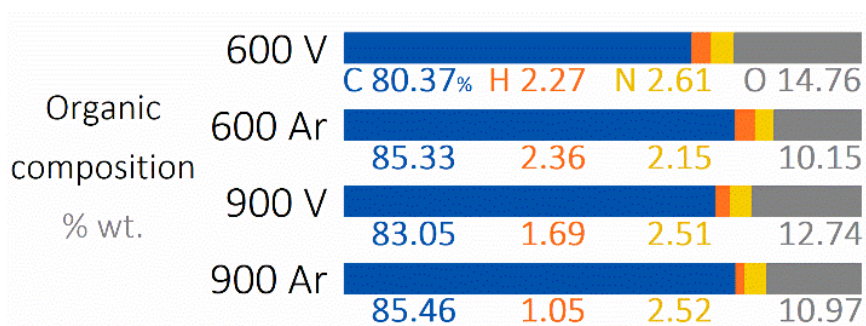 Organic
composition
% wt.
600 V
C 80.37% H 2.27 N 2.61 O 14.76
600 Ar
85.33 2.36 2.15 10.15
900 V
83.05 1.69 2.51 12.74
900 Ar
85.46 1.05 2.52 10.97